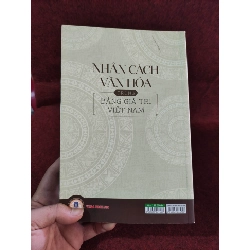 NHÂN CÁCH
VĂN HÓA
TRONG
BẢNG GIÁ TRỊ
VIỆT NAM